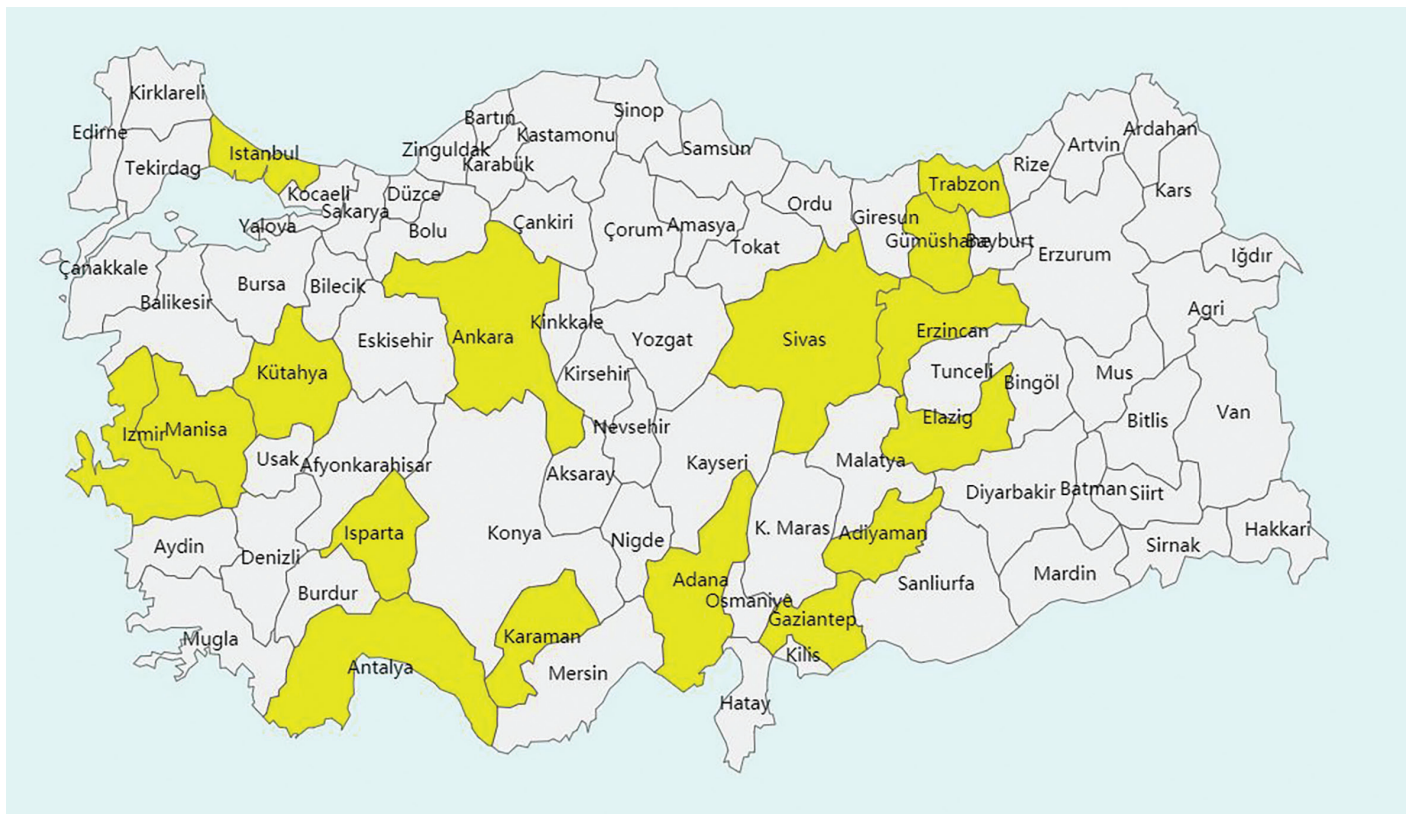 Kirklareli
Edirne
Tekirdag
Istanbul
Kocaeli
Yalova
Sakarya
Düzce
Bolu
Zinguldak
Bartın
Karabük
Kastamonu
Sinop
Samsun
Çankiri
Çorum
Amasya
Tokat
Ordu
Giresun
Trabzon
Gümüshane
Bayburt
Rize
Artvin
Ardahan
Kars
Iğdır
Erzurum
Agri
Çanakkale
Balikesir
Bursa
Bilecik
Eskisehir
Ankara
Kinkkale
Kirsehir
Yozgat
Sivas
Erzincan
Tunceli
Bingöl
Mus
Bitlis
Van
Kütahya
Izmir
Manisa
Usak
Afyonkarahisar
Nevsehir
Aksaray
Kayseri
Malatya
Elazig
Diyarbakir
Batman
Siirt
Hakkari
Sirnak
Mardin
Sanliurfa
Adiyaman
K. Maras
Nigde
Konya
Isparta
Denizli
Aydin
Burdur
Mugla
Antalya
Karaman
Mersin
Adana
Osmaniye
Gaziantep
Kilis
Hatay